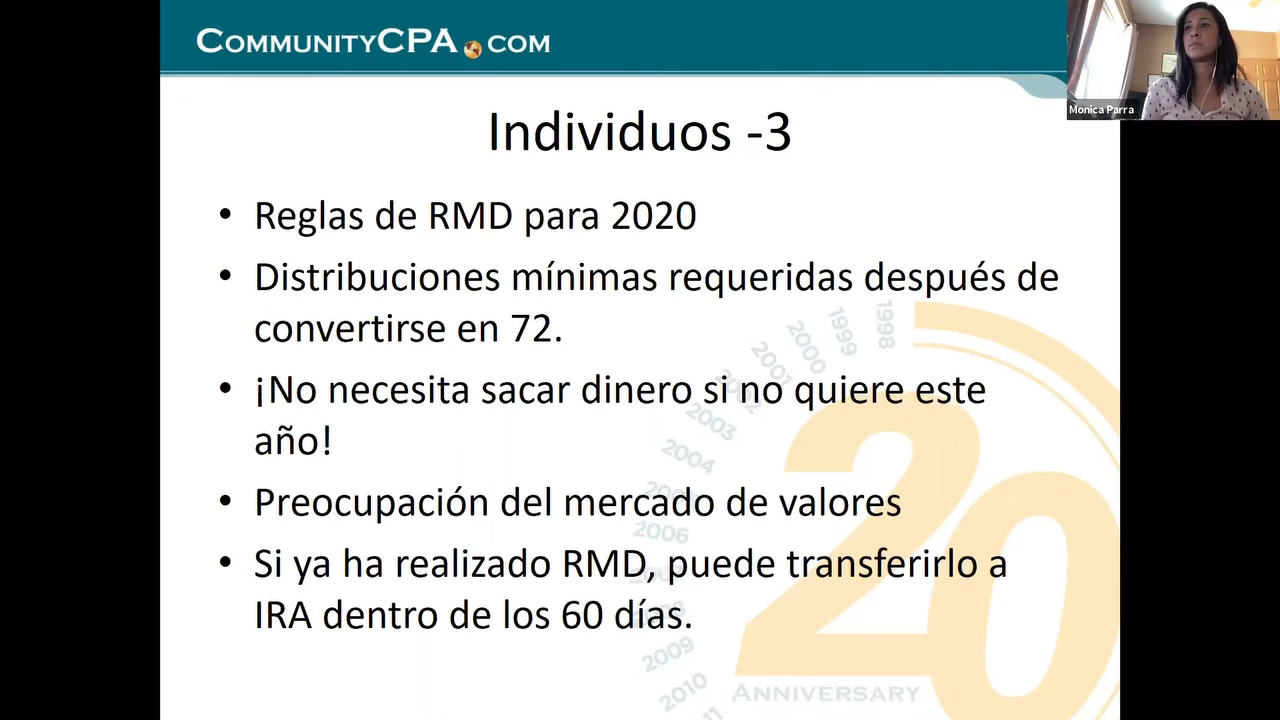 COMMUNITYCPA.COM
Monica Parra
Individuos -3
• Reglas de RMD para 2020
• Distribuciones mínimas requeridas después de
convertirse en 72.
• ¡No necesita sacar dinero si no quiere este
año!
• Preocupación del mercado de valores
• Si ya ha realizado RMD, puede transferirlo a
IRA dentro de los 60 días.
1998
1999
2000
2001
2002
2003
2004
2006
2009
2010
20
ANNIVERSARY